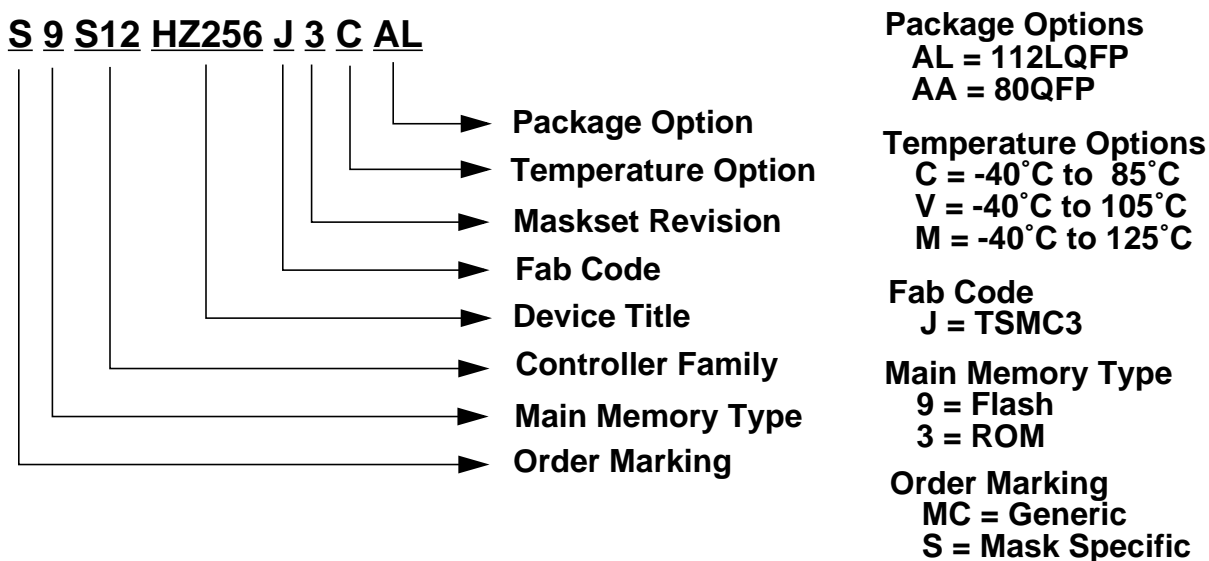 S 9 S12 HZ256 J 3 C AL
Package Option
Temperature Option
Maskset Revision
Fab Code
Device Title
Controller Family
Main Memory Type
Order Marking
Package Options
AL = 112LQFP
AA = 80QFP
Temperature Options
C = -40˚C to 85˚C
V = -40˚C to 105˚C
M = -40˚C to 125˚C
Fab Code
J = TSMC3
Main Memory Type
9 = Flash
3 = ROM
Order Marking
MC = Generic
S = Mask Specific